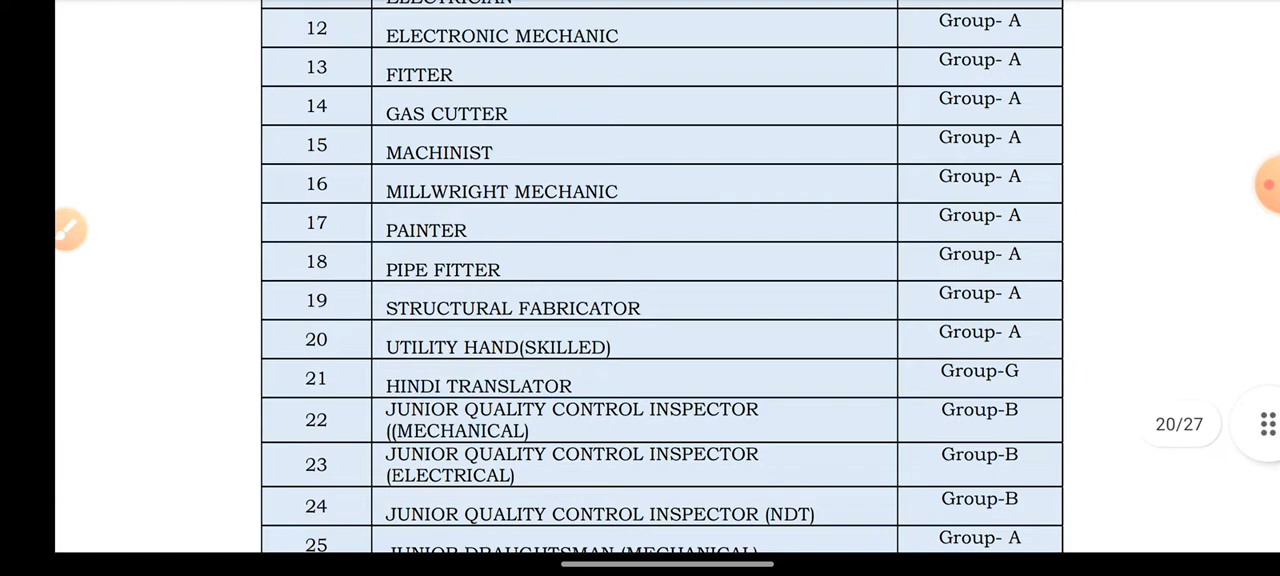 ELECTRICIAN
12 ELECTRONIC MECHANIC Group- A
13 FITTER Group- A
14 GAS CUTTER Group- A
15 MACHINIST Group- A
16 MILLWRIGHT MECHANIC Group- A
17 PAINTER Group- A
18 PIPE FITTER Group- A
19 STRUCTURAL FABRICATOR Group- A
20 UTILITY HAND(SKILLED) Group- A
21 HINDI TRANSLATOR Group-G
22 JUNIOR QUALITY CONTROL INSPECTOR Group-B
((MECHANICAL)
23 JUNIOR QUALITY CONTROL INSPECTOR Group-B
(ELECTRICAL)
24 JUNIOR QUALITY CONTROL INSPECTOR (NDT) Group-B
25 JUNIOR DRAUGHTSMAN (MECHANICAL) Group- A
20/27